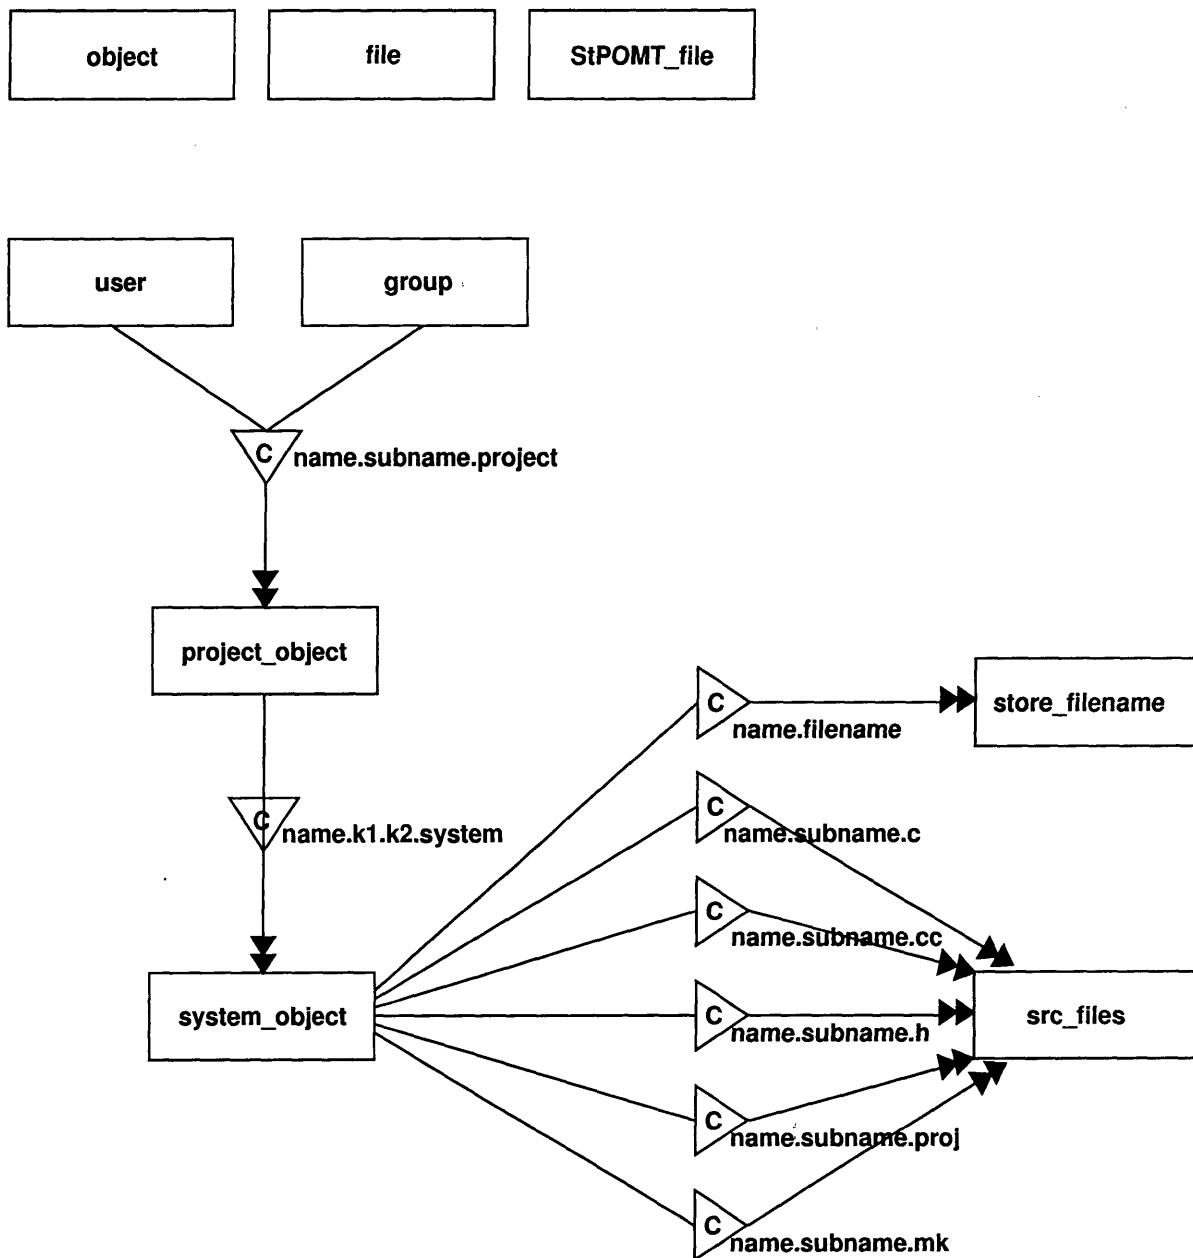 object
file
StPOMT_file
user
group
C
name.subname.project
project_object
C
name.filename
store_filename
C
name.k1.k2.system
C
name.subname.c
C
name.subname.cc
system_object
C
name.subname.h
src_files
C
name.subname.proj
C
name.subname.mk